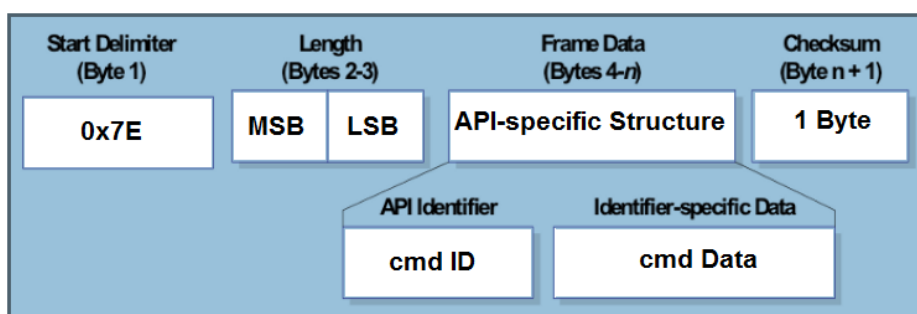 Start Delimiter
(Byte 1)
Length
(Bytes 2-3)
Frame Data
(Bytes 4-n)
Checksum
(Byte n + 1)
0x7E
MSB
LSB
API-specific Structure
1 Byte
API Identifier
Identifier-specific Data
cmd ID
cmd Data